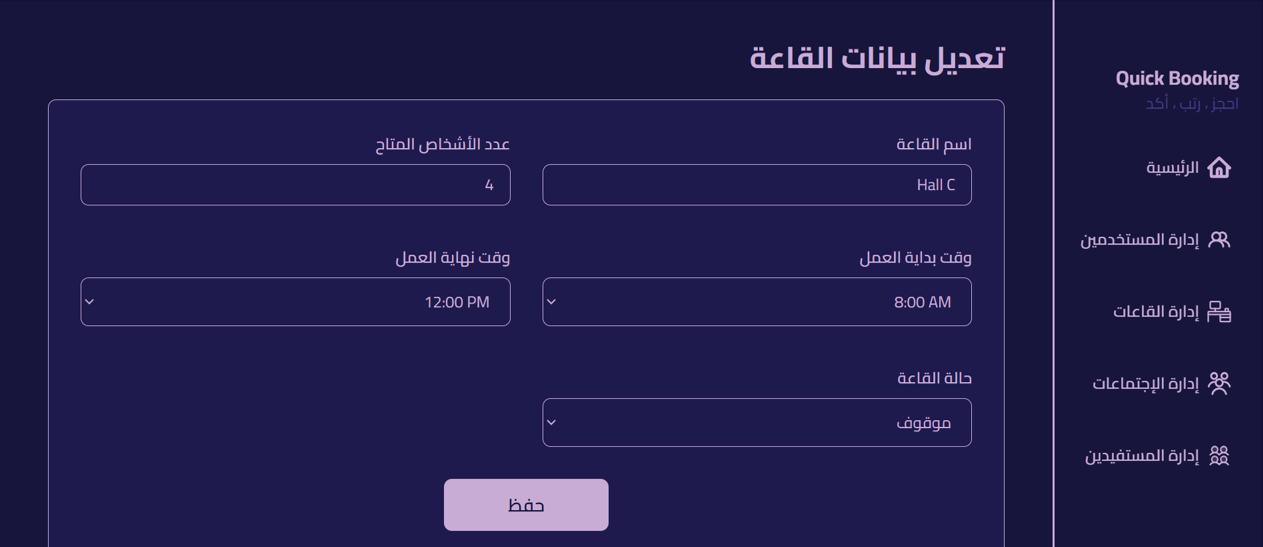 Quick Booking
احجز ، رتب ، أكد
الرئيسية
إدارة المستخدمين
إدارة القاعات
إدارة الإجتماعات
إدارة المستفيدين
تعديل بيانات القاعة
اسم القاعة
Hall C
عدد الأشخاص المتاح
4
وقت بداية العمل
8:00 AM
وقت نهاية العمل
12:00 PM
حالة القاعة
موقوف
حفظ